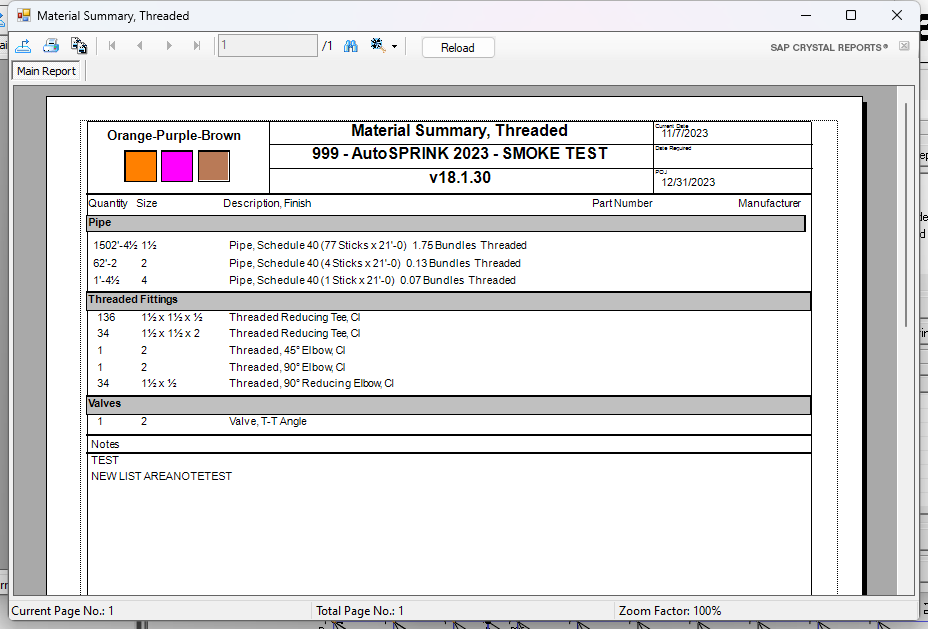 Material Summary, Threaded
1 /1 Reload SAP CRYSTAL REPORTS®
Main Report
Orange-Purple-Brown
Material Summary, Threaded
Current Date
11/7/2023
999 - AutoSPRINK 2023 - SMOKE TEST
Date Required
v18.1.30
PO J
12/31/2023
Quantity Size Description, Finish Part Number Manufacturer
Pipe
1502'-4½ 1½ Pipe, Schedule 40 (77 Sticks x 21'-0) 1.75 Bundles Threaded
62'-2 2 Pipe, Schedule 40 (4 Sticks x 21'-0) 0.13 Bundles Threaded
1'-4½ 4 Pipe, Schedule 40 (1 Stick x 21'-0) 0.07 Bundles Threaded
Threaded Fittings
136 1½ x 1½ x ½ Threaded Reducing Tee, CI
34 1½ x 1½ x 2 Threaded Reducing Tee, CI
1 2 Threaded, 45° Elbow, CI
1 2 Threaded, 90° Elbow, CI
34 1½ x ½ Threaded, 90° Reducing Elbow, CI
Valves
1 2 Valve, T-T Angle
Notes
TEST
NEW LIST AREANOTETEST
Current Page No.: 1 Total Page No.: 1 Zoom Factor: 100%